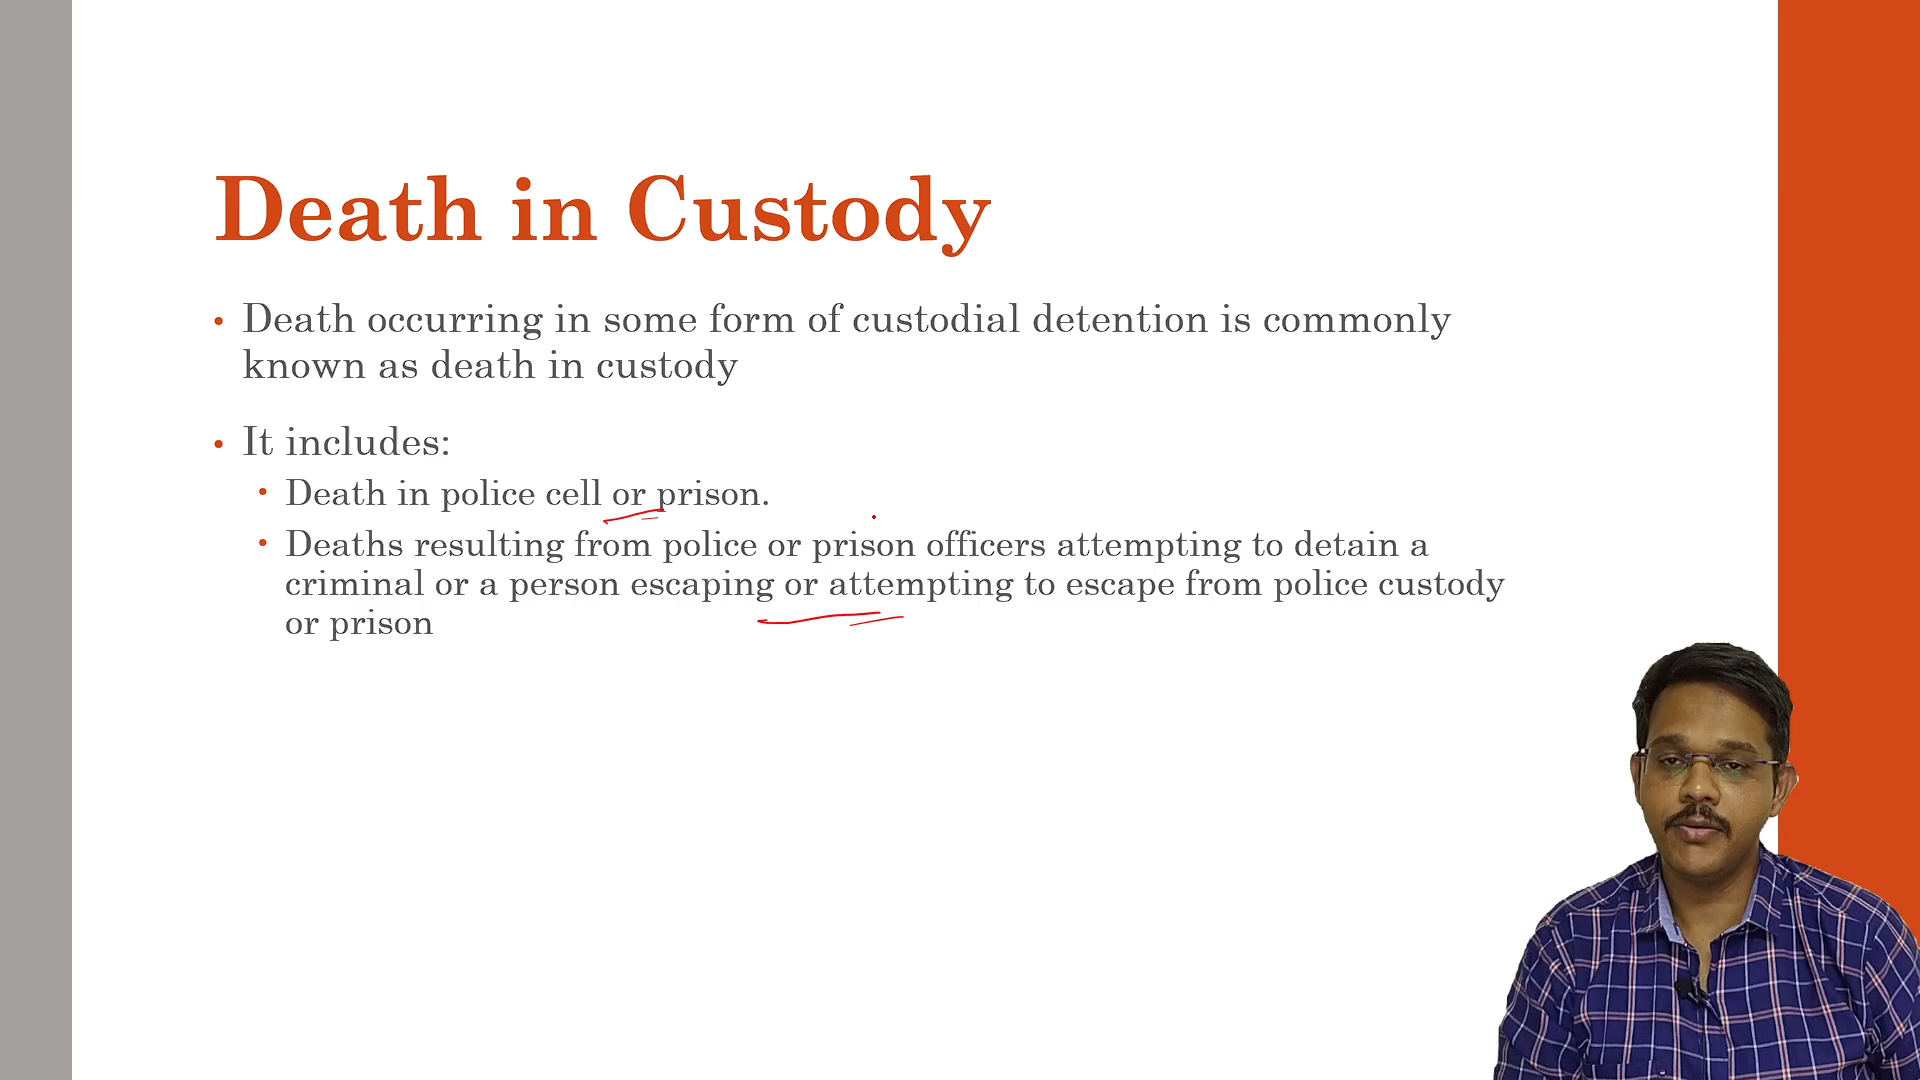 Death in Custody
• Death occurring in some form of custodial detention is commonly
known as death in custody
• It includes:
• Death in police cell or prison.
• Deaths resulting from police or prison officers attempting to detain a
criminal or a person escaping or attempting to escape from police custody
or prison